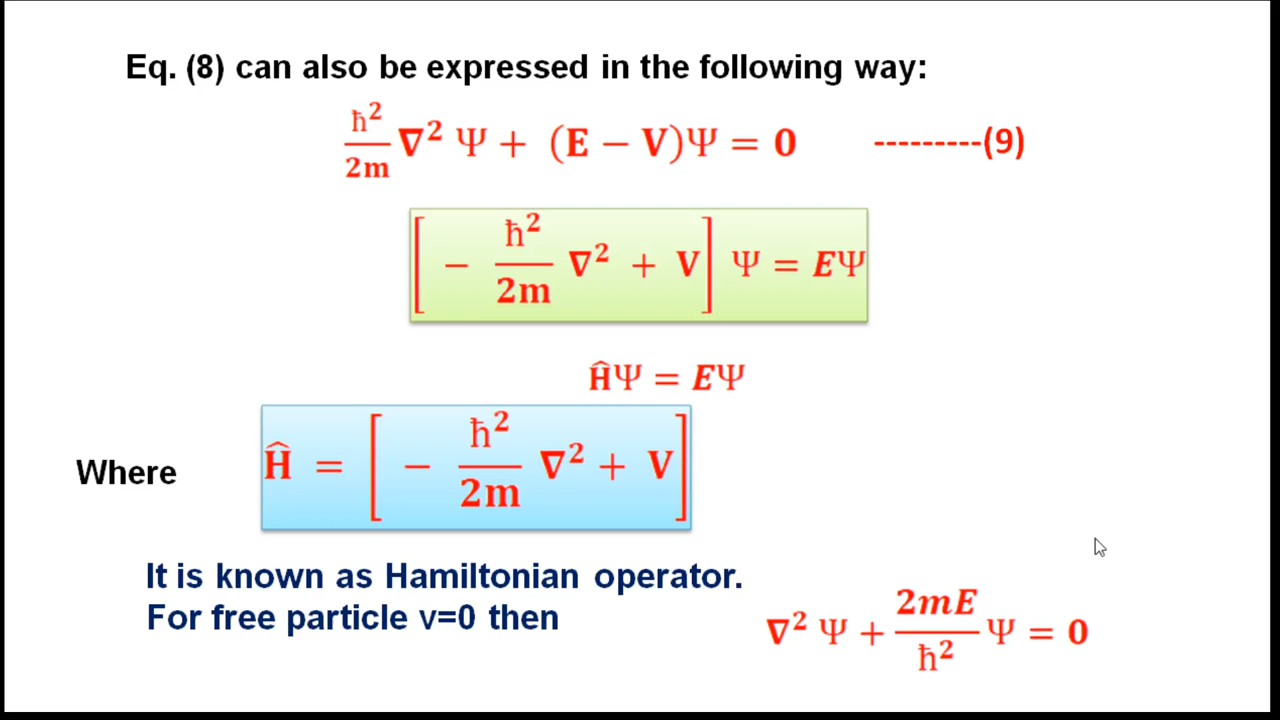 Eq. (8) can also be expressed in the following way:
ħ²/2m ∇² Ψ + (E − V)Ψ = 0 ---------(9)
[ − ħ²/2m ∇² + V ] Ψ = EΨ
ĤΨ = EΨ
Where Ĥ = [ − ħ²/2m ∇² + V ]
It is known as Hamiltonian operator.
For free particle v=0 then ∇² Ψ + 2mE/ħ² Ψ = 0